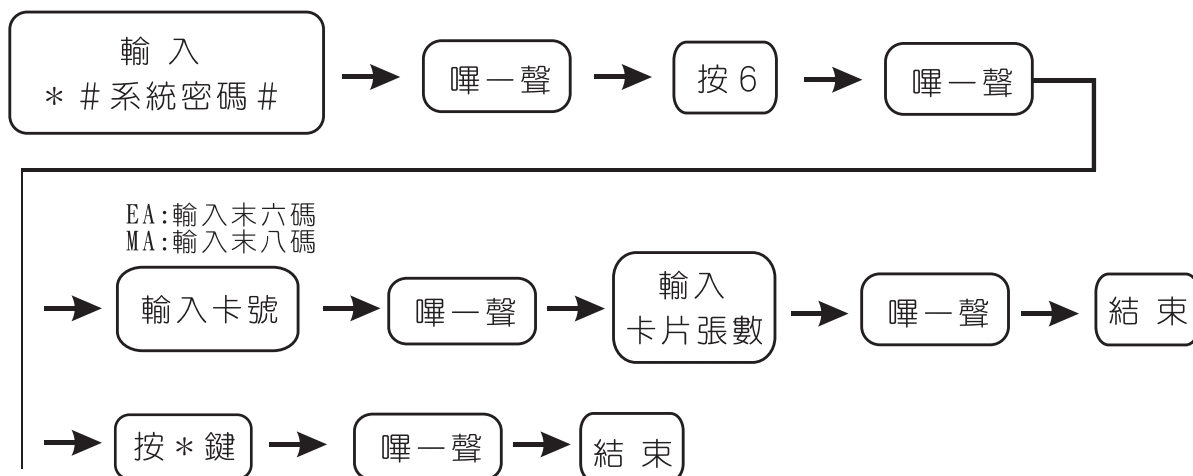 輸入
*#系統密碼#
嗶一聲
按6
嗶一聲
EA:輸入末六碼
MA:輸入末八碼
輸入卡號
嗶一聲
輸入
卡片張數
嗶一聲
結束
按*鍵
嗶一聲
結束